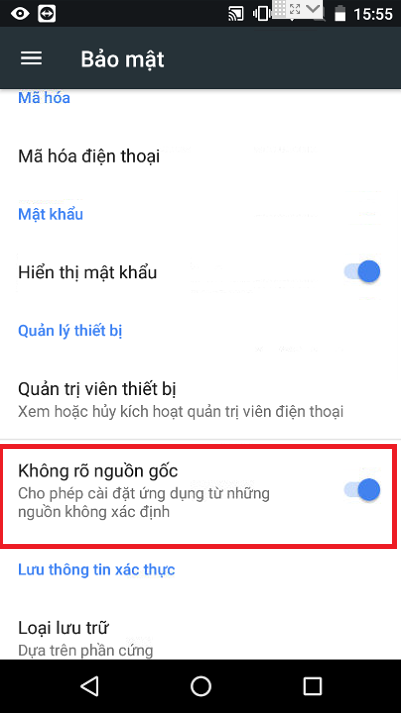 15:55
Bảo mật
Mã hóa
Mã hóa điện thoại
Mật khẩu
Hiển thị mật khẩu
Quản lý thiết bị
Quản trị viên thiết bị
Xem hoặc hủy kích hoạt quản trị viên điện thoại
Không rõ nguồn gốc
Cho phép cài đặt ứng dụng từ những
nguồn không xác định
Lưu thông tin xác thực
Loại lưu trữ
Dựa trên phần cứng